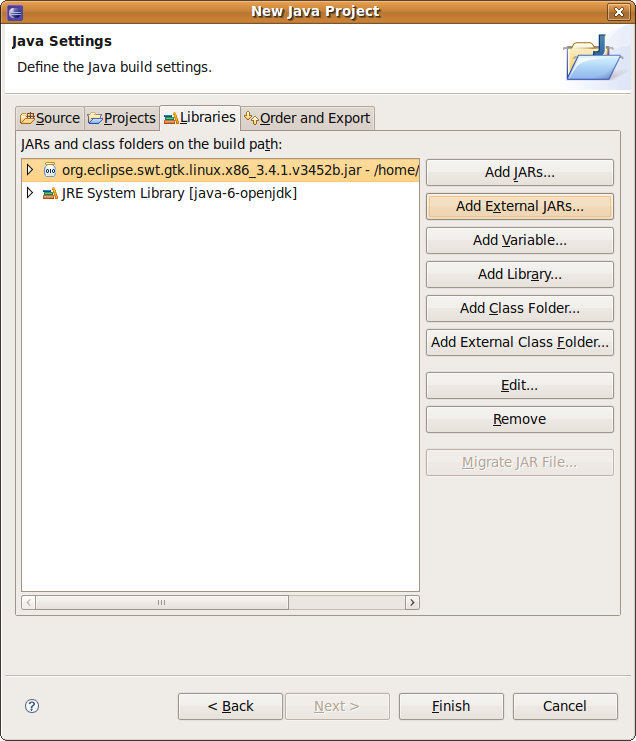 New Java Project
Java Settings
Define the Java build settings.
Source Projects Libraries Order and Export
JARs and class folders on the build path:
org.eclipse.swt.gtk.linux.x86_3.4.1.v3452b.jar - /home/
JRE System Library [java-6-openjdk]
Add JARs...
Add External JARs...
Add Variable...
Add Library...
Add Class Folder...
Add External Class Folder...
Edit...
Remove
Migrate JAR File...
? < Back Next > Finish Cancel